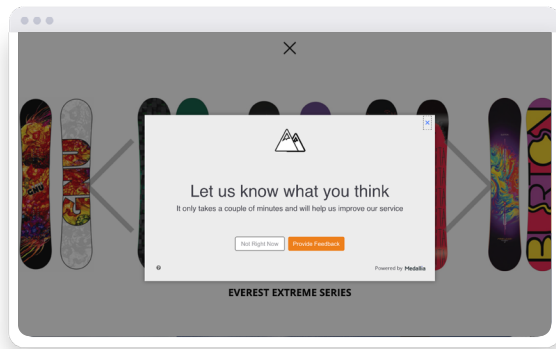 Let us know what you think
It only takes a couple of minutes and will help us improve our service
Not Right Now
Provide Feedback
Powered by Medallia
EVEREST EXTREME SERIES